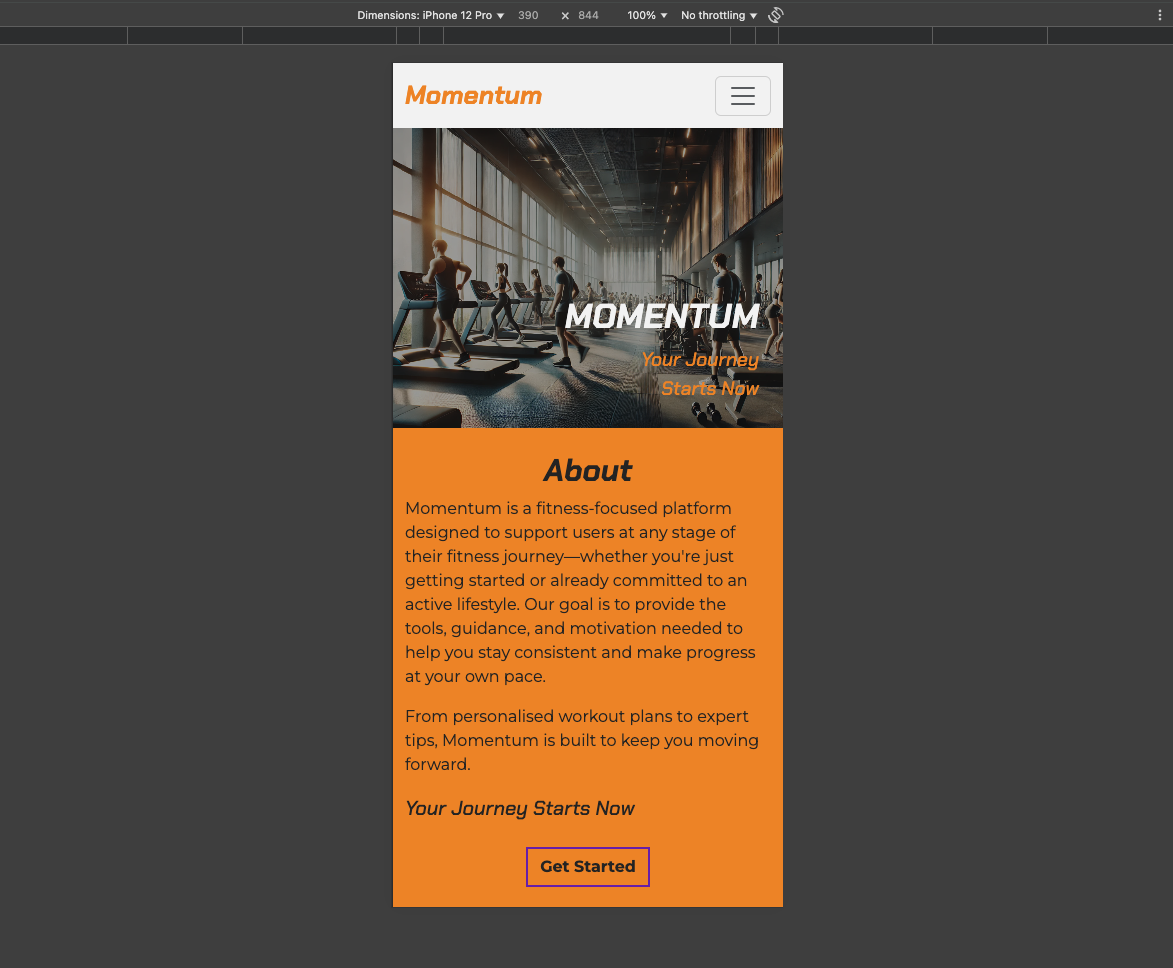 Dimensions: iPhone 12 Pro ▼ 390 × 844 100% ▼ No throttling ▼
Momentum
MOMENTUM
Your Journey
Starts Now
About
Momentum is a fitness-focused platform
designed to support users at any stage of
their fitness journey—whether you're just
getting started or already committed to an
active lifestyle. Our goal is to provide the
tools, guidance, and motivation needed to
help you stay consistent and make progress
at your own pace.
From personalised workout plans to expert
tips, Momentum is built to keep you moving
forward.
Your Journey Starts Now
Get Started